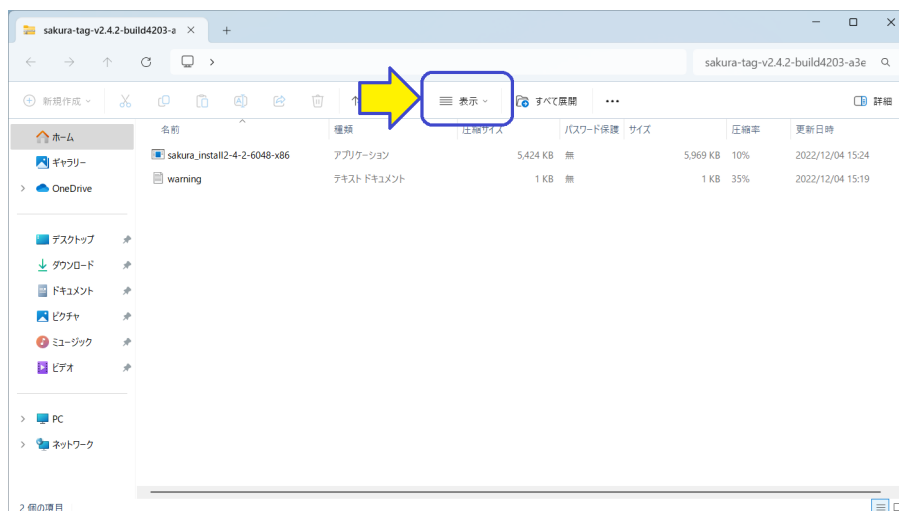 sakura-tag-v2.4.2-build4203-a
sakura-tag-v2.4.2-build4203-a3e
新規作成
表示
すべて展開
詳細
名前 種類 圧縮サイズ パスワード保護 サイズ 圧縮率 更新日時
sakura_install2-4-2-6048-x86 アプリケーション 5,424 KB 無 5,969 KB 10% 2022/12/04 15:24
warning テキスト ドキュメント 1 KB 無 1 KB 35% 2022/12/04 15:19
ホーム
ギャラリー
OneDrive
デスクトップ
ダウンロード
ドキュメント
ピクチャ
ミュージック
ビデオ
PC
ネットワーク
2 個の項目